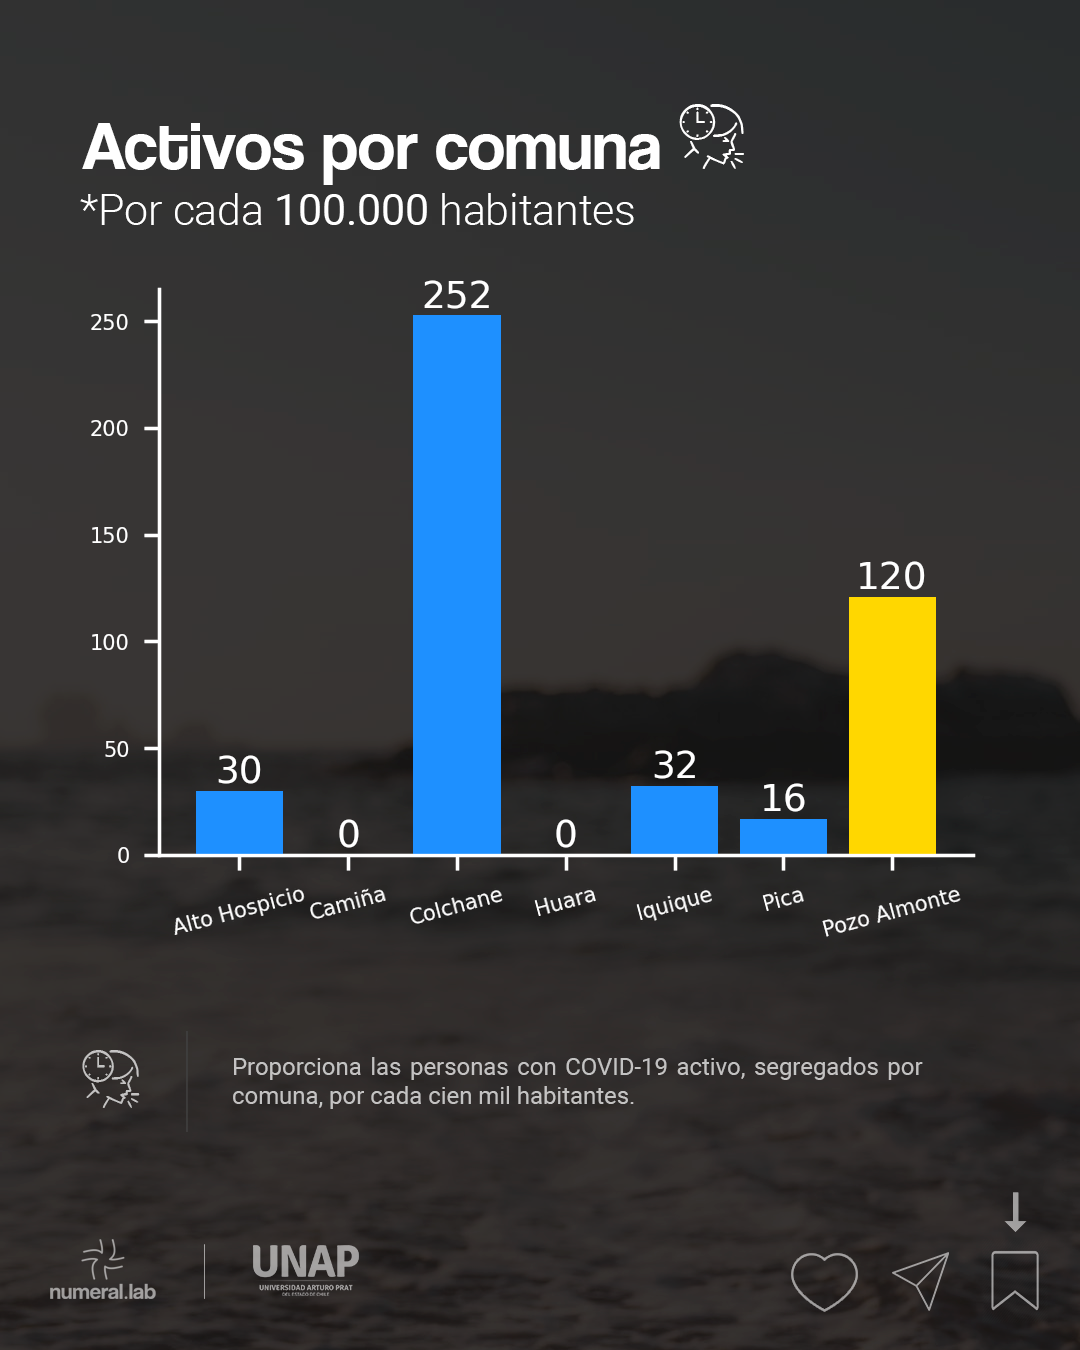 Activos por comuna
*Por cada 100.000 habitantes
252
250
200
150
120
100
50
30
32
16
0
0
0
Alto Hospicio
Camiña
Colchane
Huara
Iquique
Pica
Pozo Almonte
Proporciona las personas con COVID-19 activo, segregados por
comuna, por cada cien mil habitantes.
numeral.lab
UNAP
UNIVERSIDAD ARTURO PRAT
DEL ESTADO DE CHILE